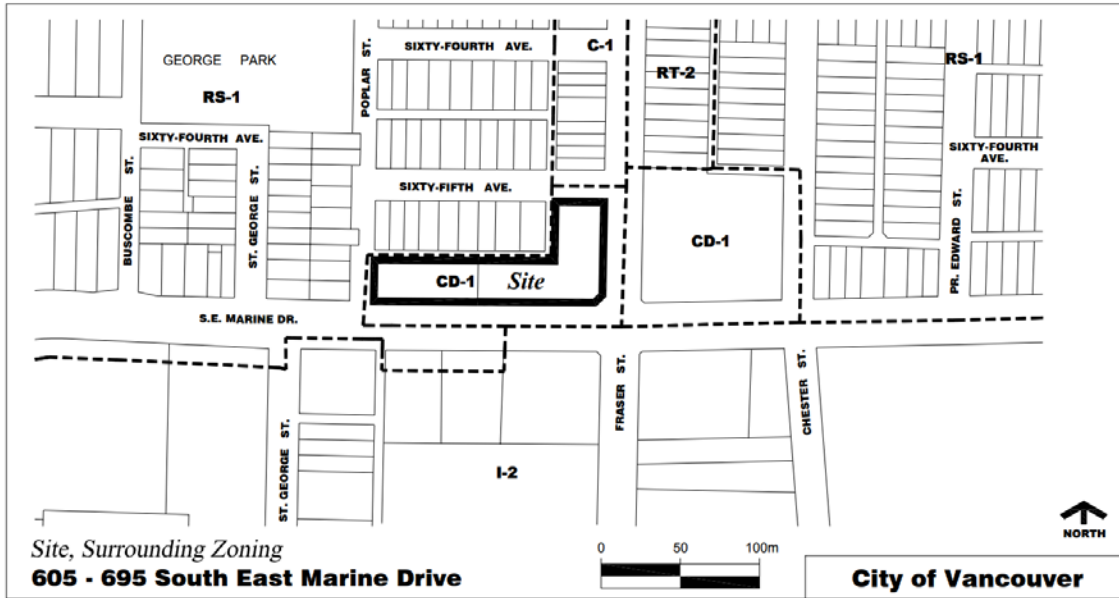 SIXTY-FOURTH AVE.
C-1
POPLAR ST.
GEORGE PARK
RS-1
RT-2
RS-1
SIXTY-FOURTH AVE.
SIXTY-FOURTH
AVE.
BUSCOMBE ST.
ST. GEORGE ST.
SIXTY-FIFTH AVE.
PR. EDWARD ST.
CD-1
CD-1
Site
S.E. MARINE DR.
FRASER ST.
CHESTER ST.
ST. GEORGE ST.
I-2
NORTH
Site, Surrounding Zoning
0 50 100m
605 - 695 South East Marine Drive
City of Vancouver